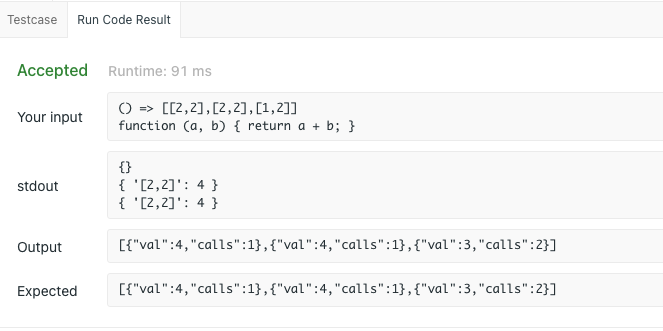 Testcase Run Code Result
Accepted Runtime: 91 ms
Your input
() => [[2,2],[2,2],[1,2]]
function (a, b) { return a + b; }
stdout
{}
{ '[2,2]': 4 }
{ '[2,2]': 4 }
Output
[{"val":4,"calls":1},{"val":4,"calls":1},{"val":3,"calls":2}]
Expected
[{"val":4,"calls":1},{"val":4,"calls":1},{"val":3,"calls":2}]